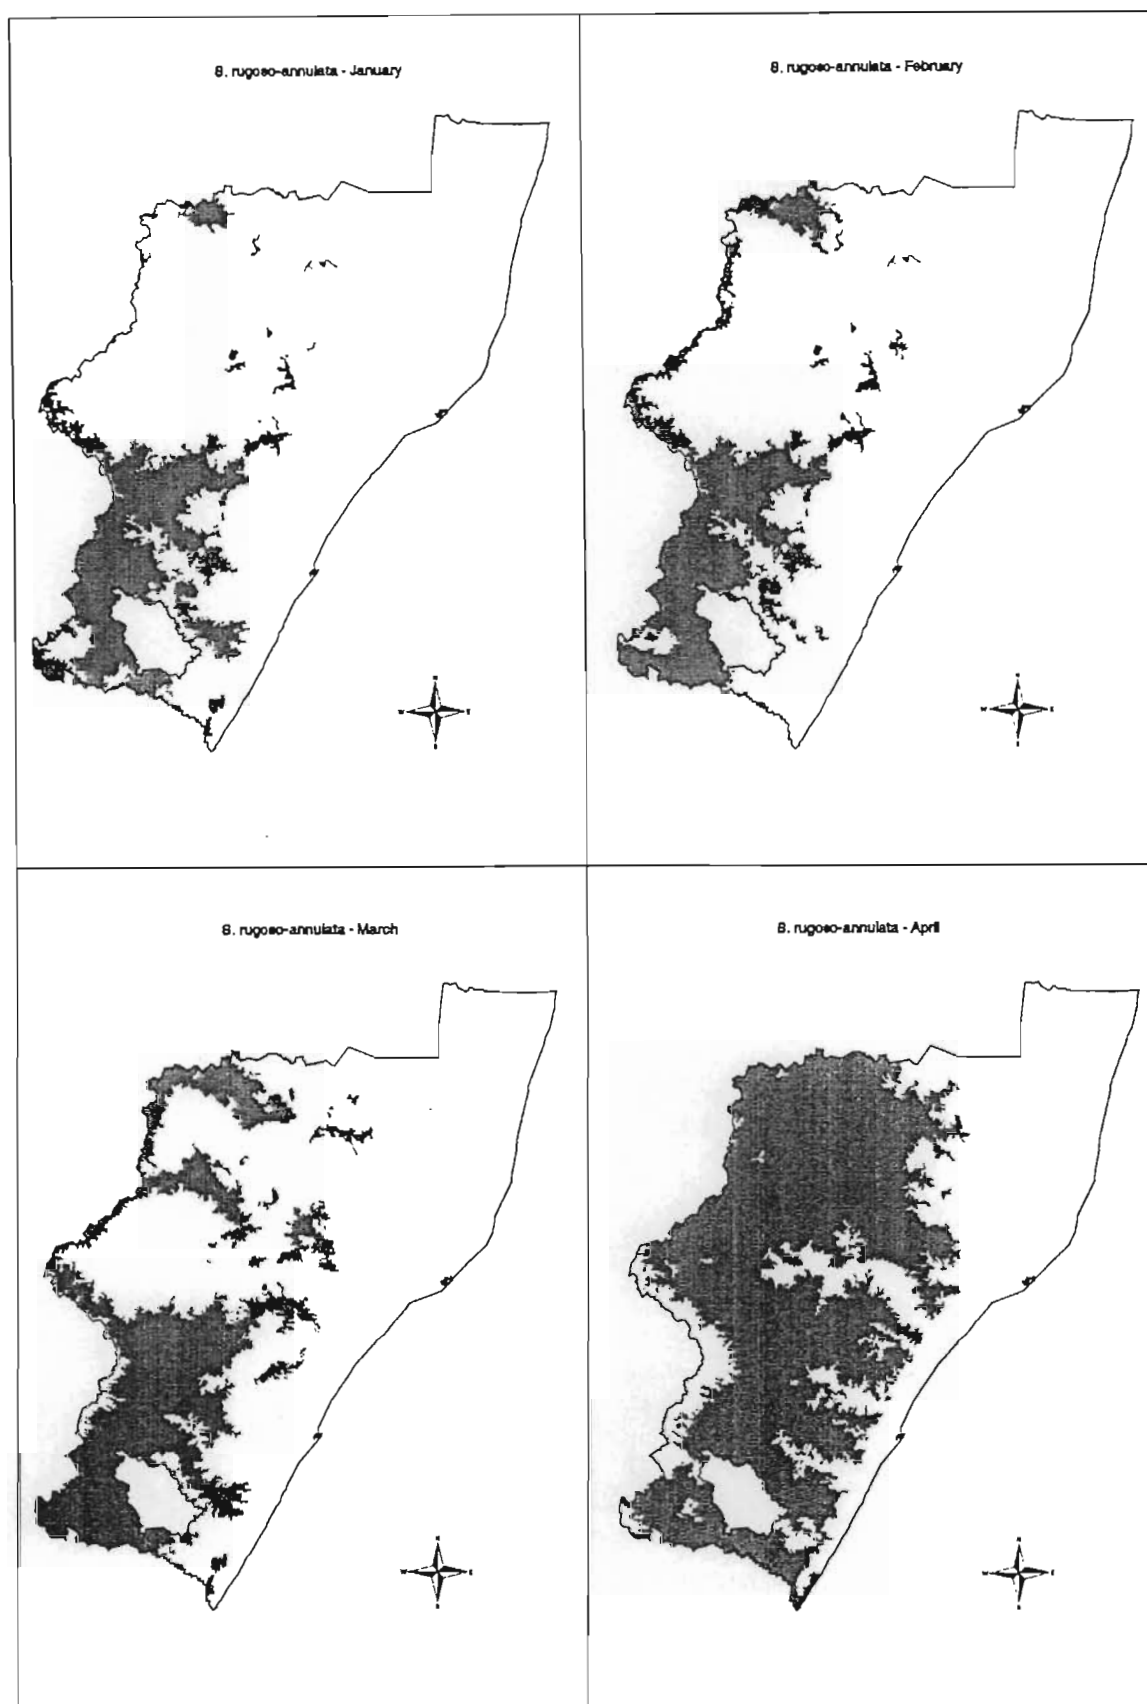 S. rugoso-annulata - January
S. rugoso-annulata - February
N
W E
S
N
W E
S
S. rugoso-annulata - March
S. rugoso-annulata - April
N
W E
S
N
W E
S